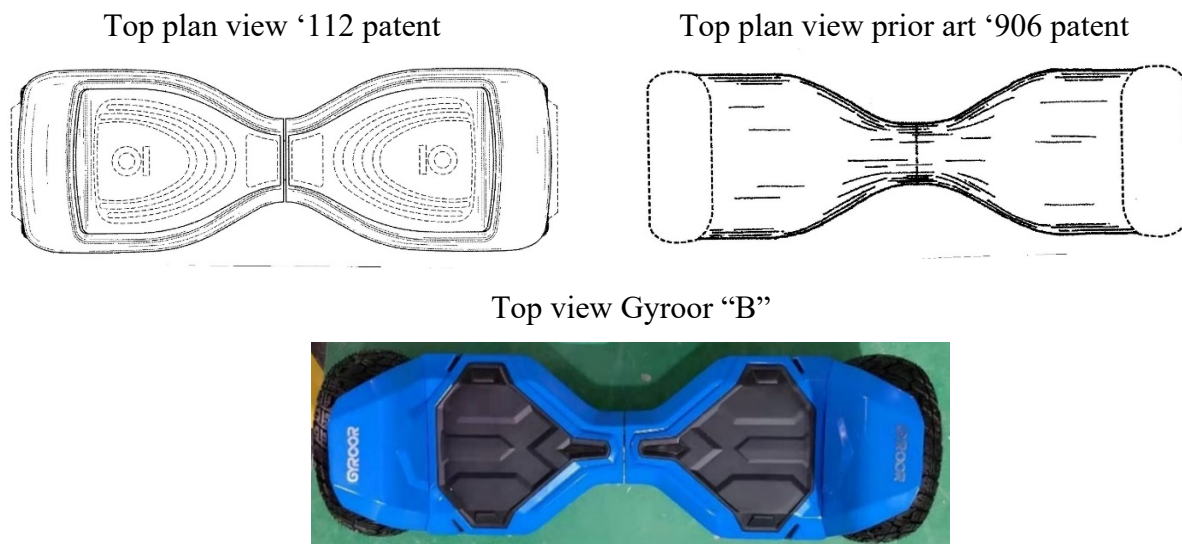 Top plan view ‘112 patent
Top plan view prior art ‘906 patent
Top view Gyroor “B”
GYROOR
GYROOR